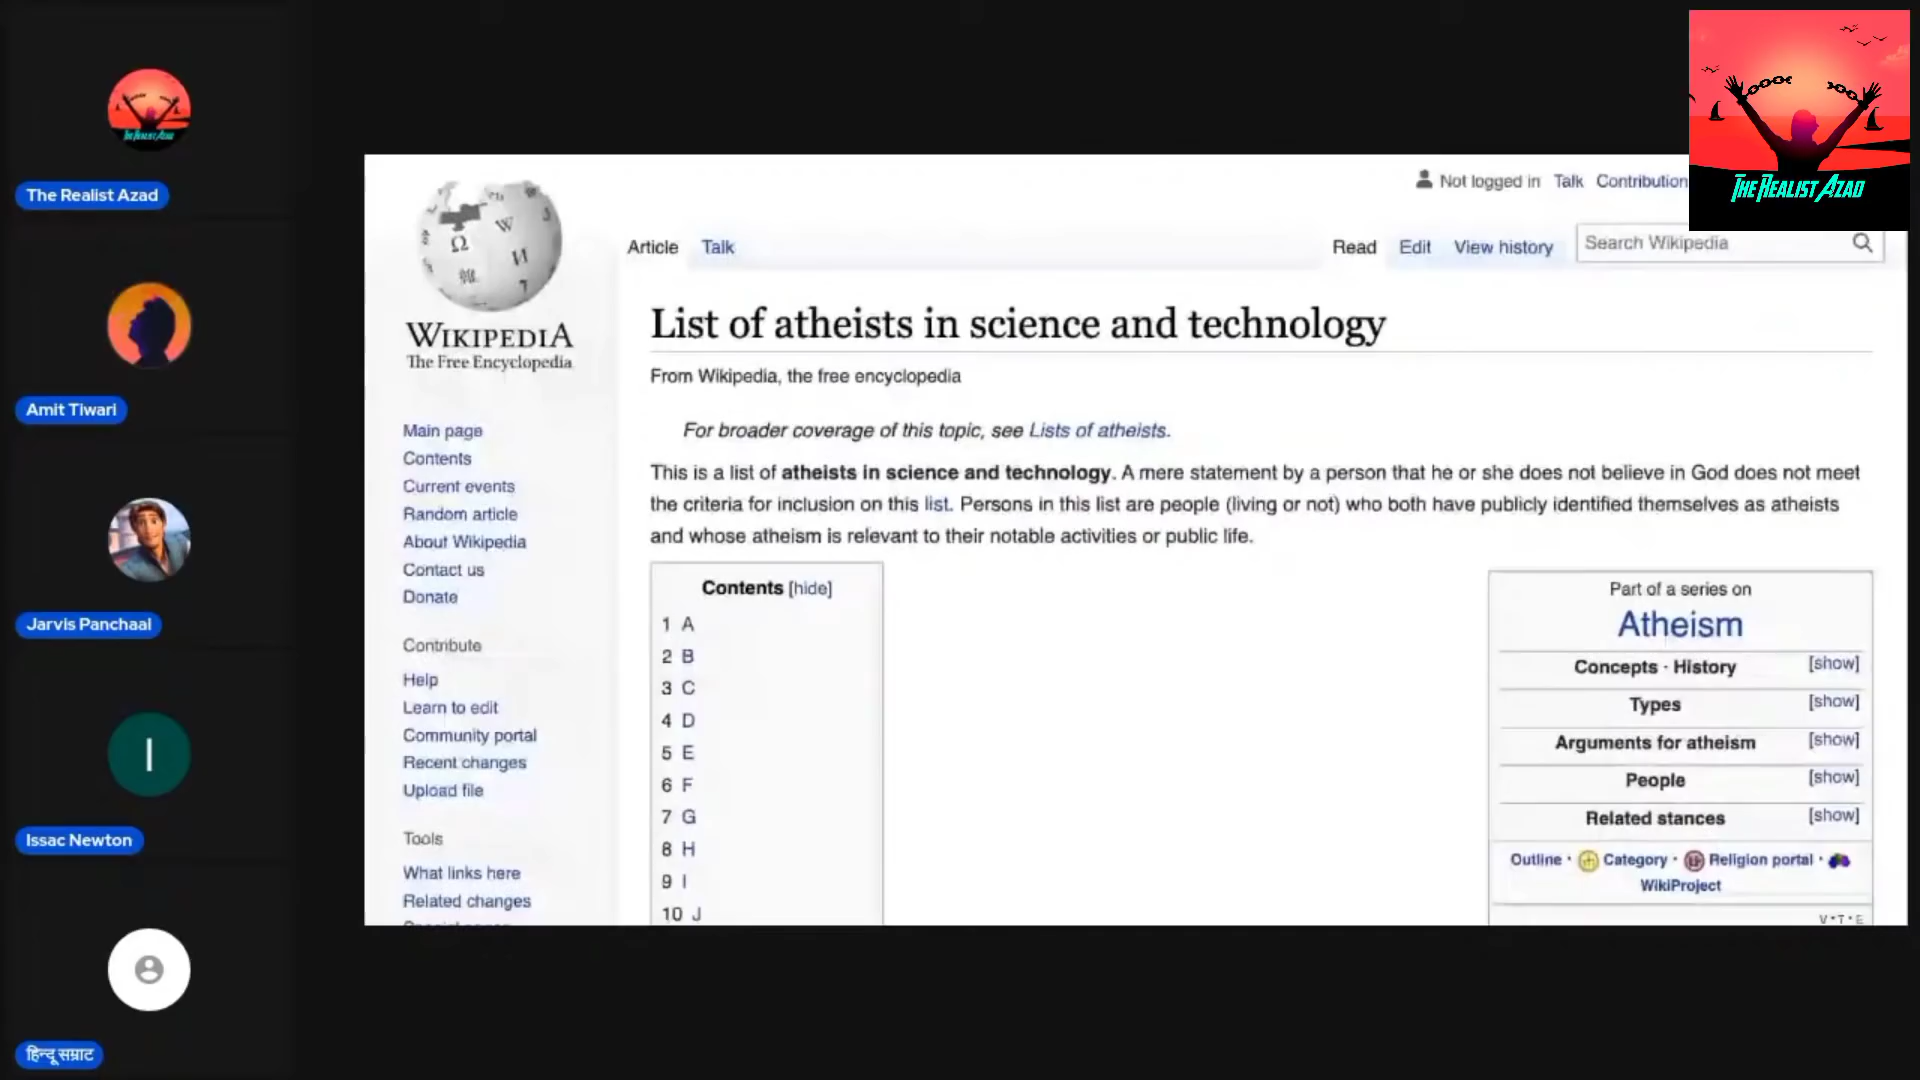 The Realist Azad
The Realist Azad
Amit Tiwari
Jarvis Panchaal
I
Issac Newton
हिन्दू सम्राट
The Realist Azad
Not logged in Talk Contribution
Article Talk
Read Edit View history
Search Wikipedia
WIKIPEDIA
The Free Encyclopedia
Main page
Contents
Current events
Random article
About Wikipedia
Contact us
Donate
Contribute
Help
Learn to edit
Community portal
Recent changes
Upload file
Tools
What links here
Related changes
List of atheists in science and technology
From Wikipedia, the free encyclopedia
For broader coverage of this topic, see Lists of atheists.
This is a list of atheists in science and technology. A mere statement by a person that he or she does not believe in God does not meet
the criteria for inclusion on this list. Persons in this list are people (living or not) who both have publicly identified themselves as atheists
and whose atheism is relevant to their notable activities or public life.
Contents [hide]
1 A
2 B
3 C
4 D
5 E
6 F
7 G
8 H
9 I
10 J
Part of a series on
Atheism
Concepts · History [show]
Types [show]
Arguments for atheism [show]
People [show]
Related stances [show]
Outline · Category · Religion portal ·
WikiProject
V · T · E